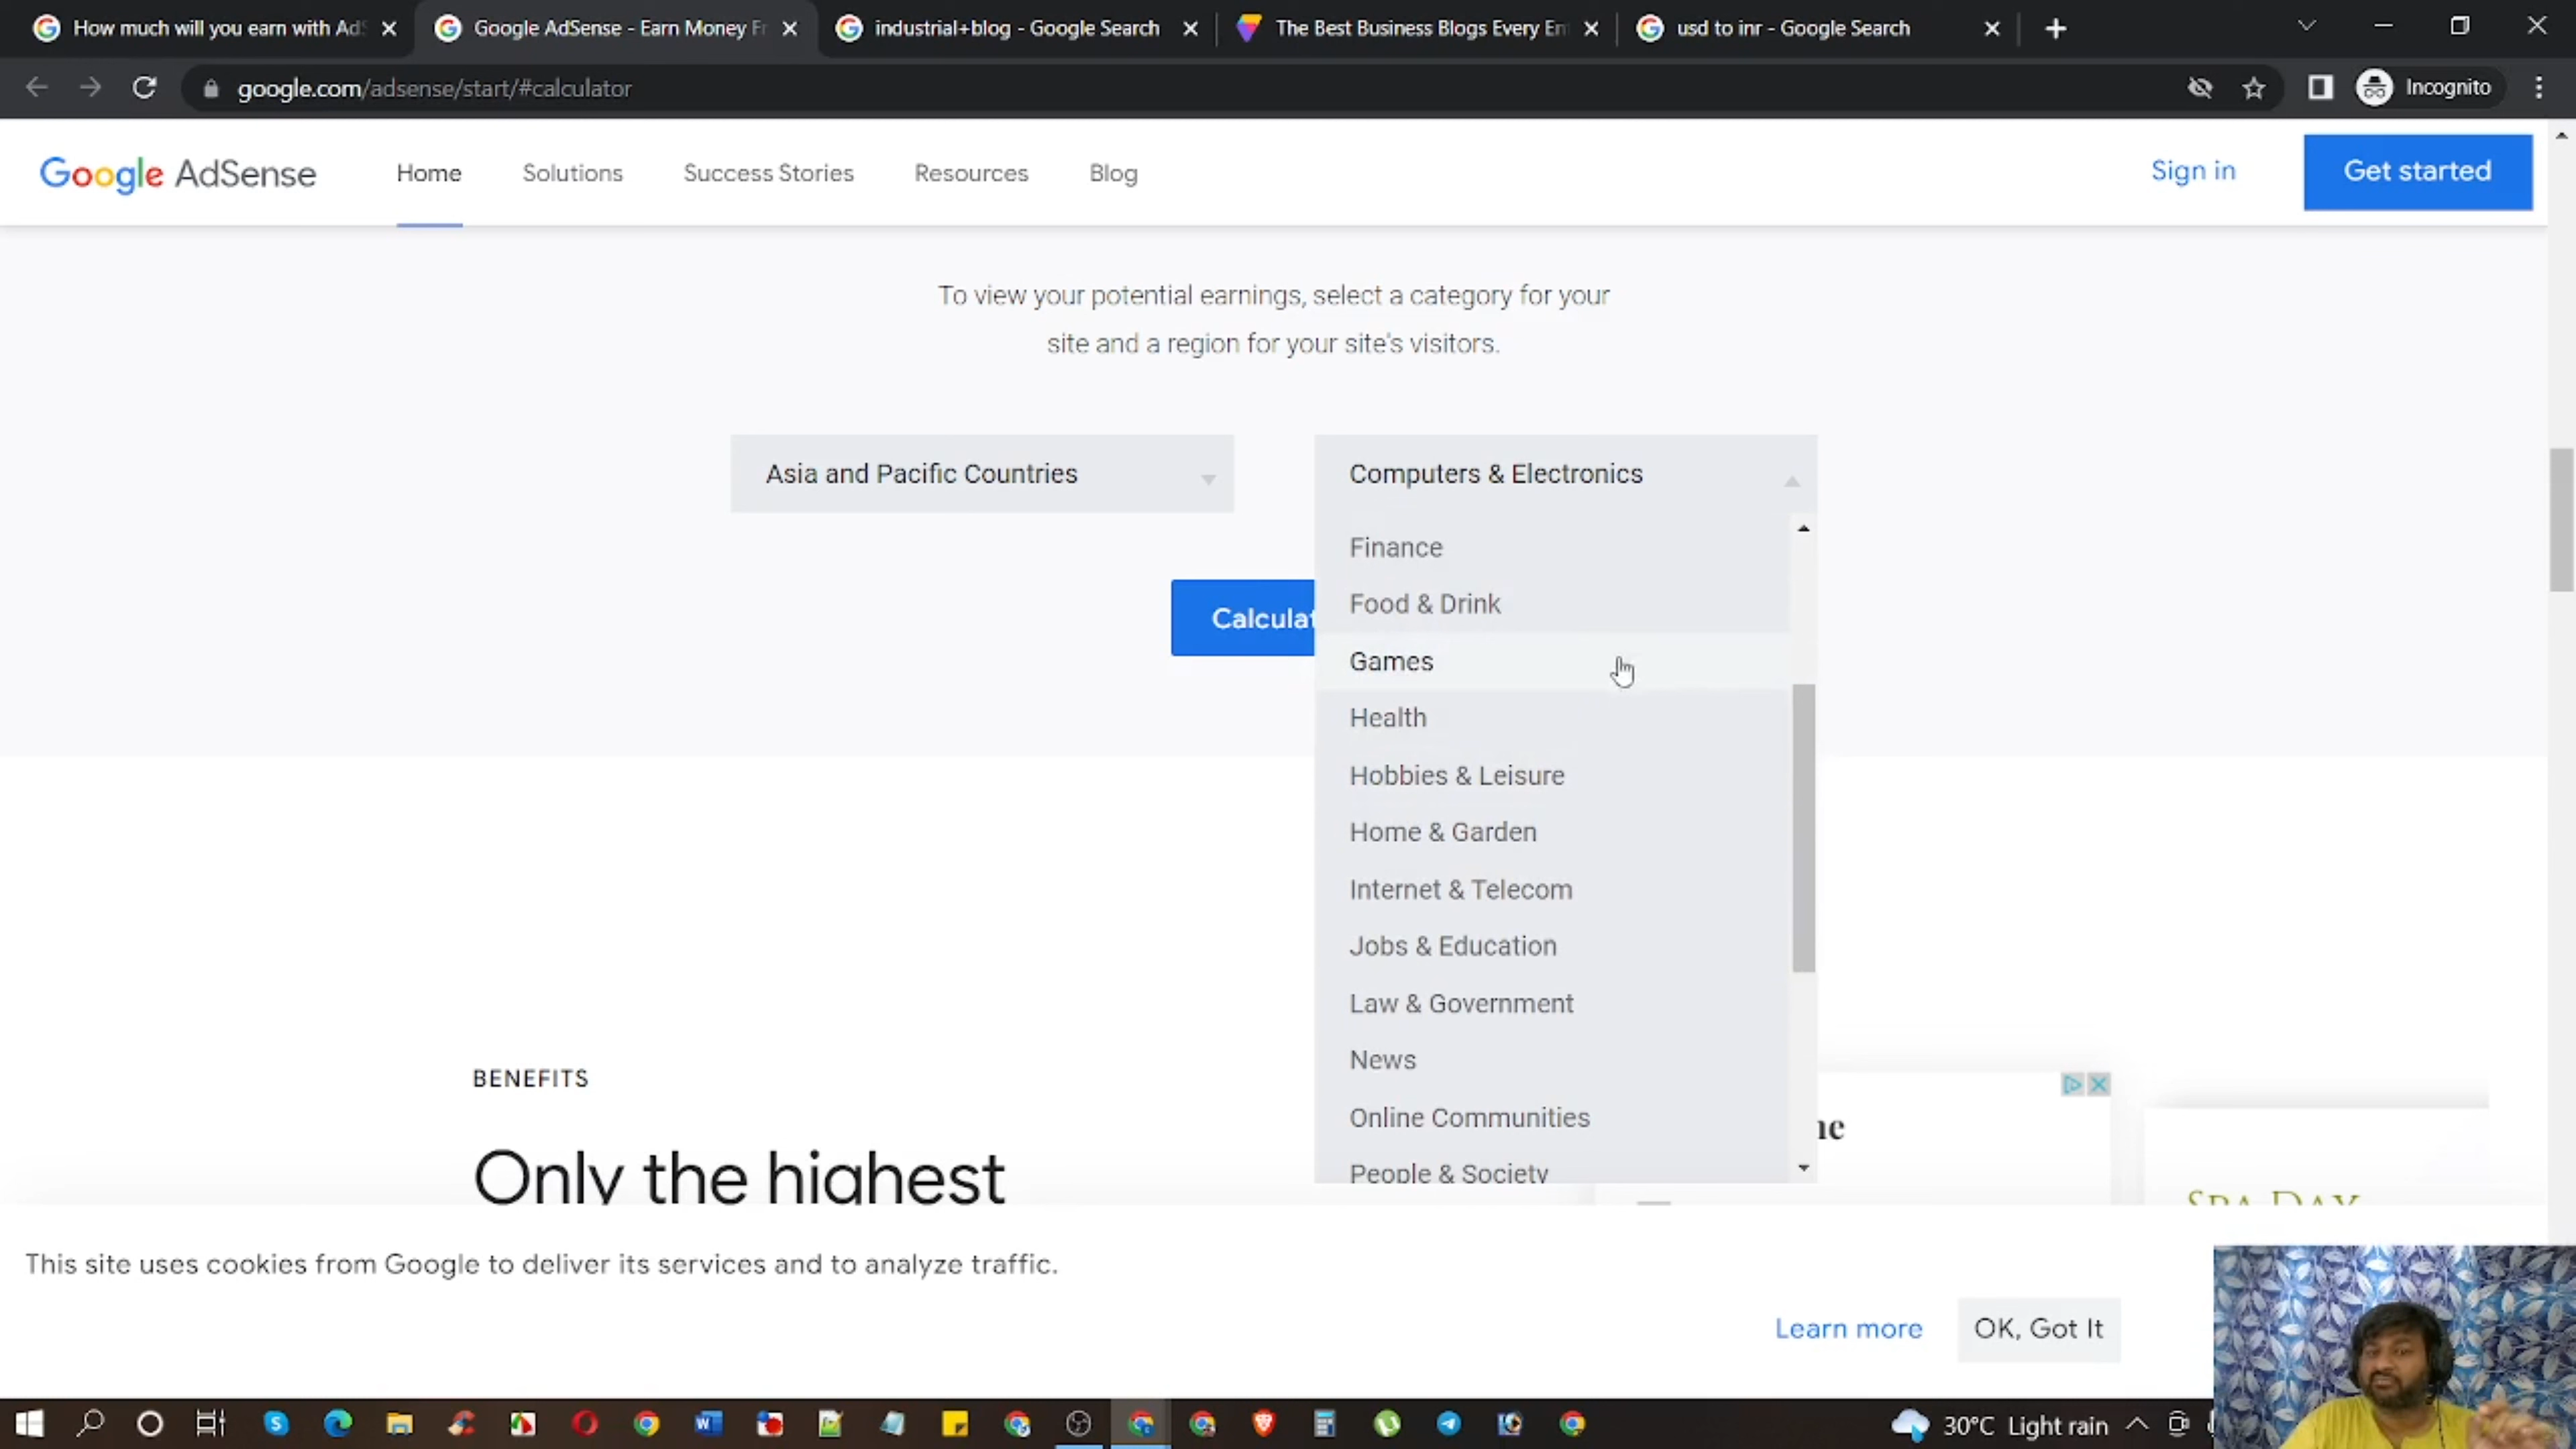 How much will you earn with AdS
Google AdSense - Earn Money Fr
industrial+blog - Google Search
The Best Business Blogs Every Ent
usd to inr - Google Search
google.com/adsense/start/#calculator
Incognito
Google AdSense
Home
Solutions
Success Stories
Resources
Blog
Sign in
Get started
To view your potential earnings, select a category for your
site and a region for your site's visitors.
Asia and Pacific Countries
Computers & Electronics
Finance
Food & Drink
Games
Health
Hobbies & Leisure
Home & Garden
Internet & Telecom
Jobs & Education
Law & Government
News
Online Communities
People & Society
Calculat
BENEFITS
Only the highest
ne
SPA DAY
This site uses cookies from Google to deliver its services and to analyze traffic.
Learn more
OK, Got It
30°C Light rain